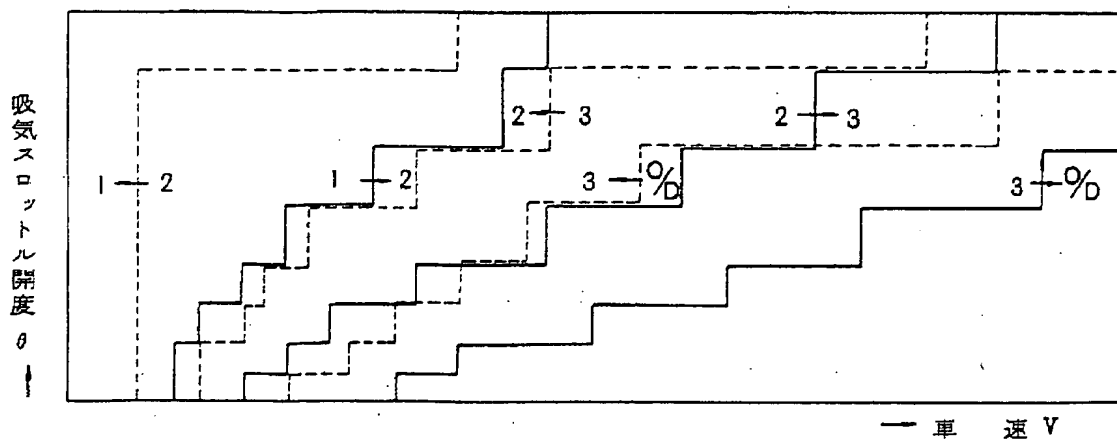 吸気スロットル開度 θ →
1 ← 2
1 → 2
2 ← 3
3 ← O/D
2 → 3
3 → O/D
→ 車 速 V